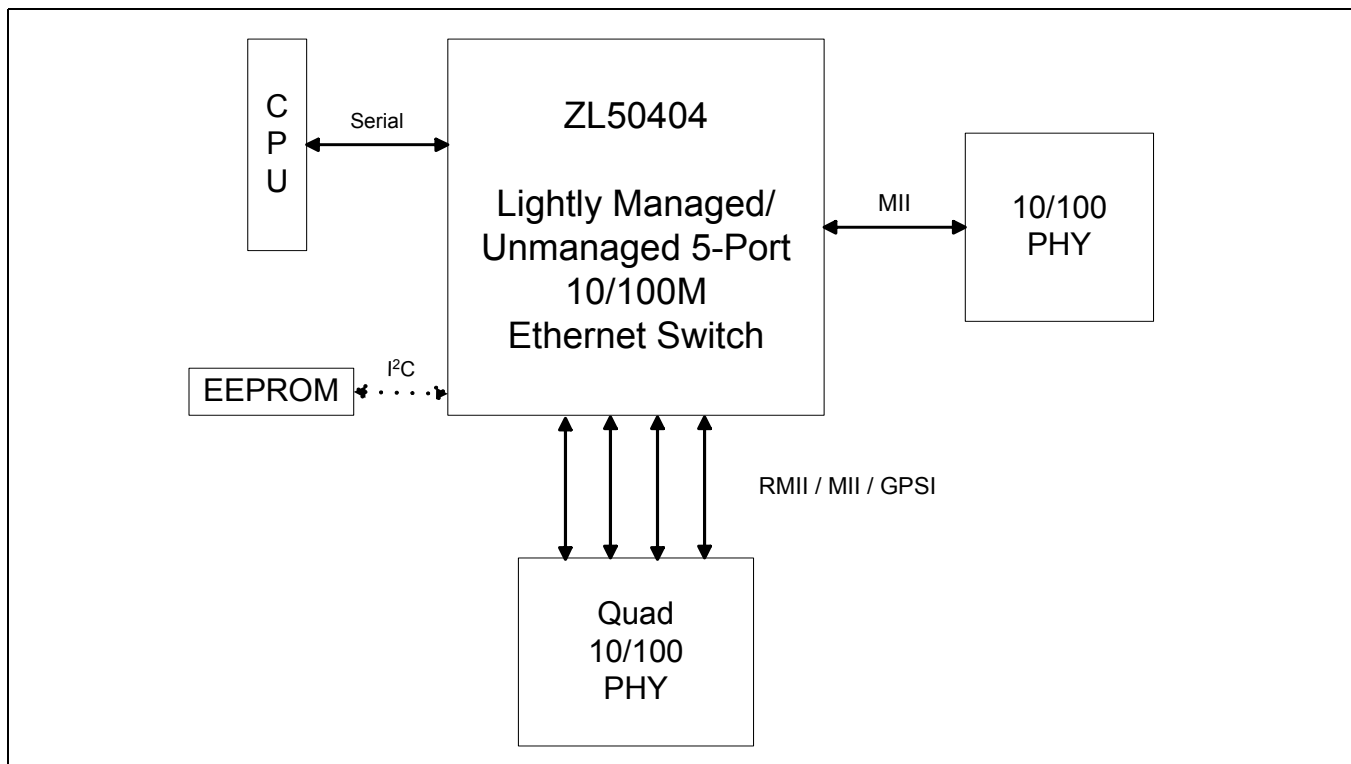 C
P
U
Serial
ZL50404
Lightly Managed/
Unmanaged 5-Port
10/100M
Ethernet Switch
MII
10/100
PHY
EEPROM
I²C
RMII / MII / GPSI
Quad
10/100
PHY